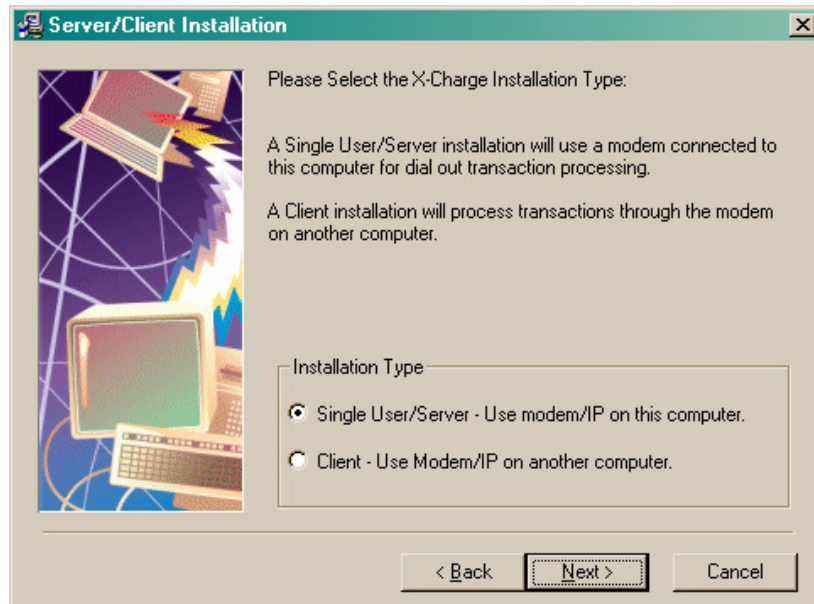 Server/Client Installation
Please Select the X-Charge Installation Type:
A Single User/Server installation will use a modem connected to
this computer for dial out transaction processing.
A Client installation will process transactions through the modem
on another computer.
Installation Type
Single User/Server - Use modem/IP on this computer.
Client - Use Modem/IP on another computer.
< Back
Next >
Cancel